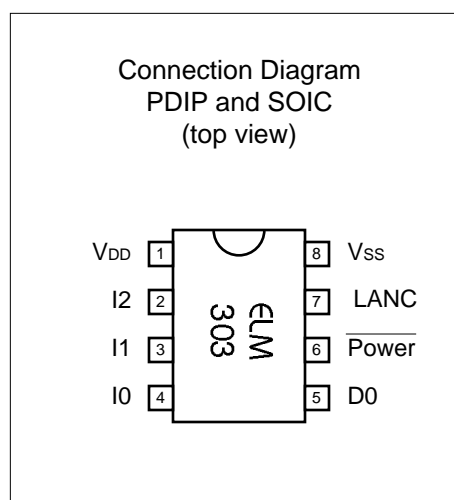 Connection Diagram
PDIP and SOIC
(top view)
VDD 1 8 VSS
I2 2 7 LANC
I1 3 6 Power
I0 4 5 D0
ELM
303